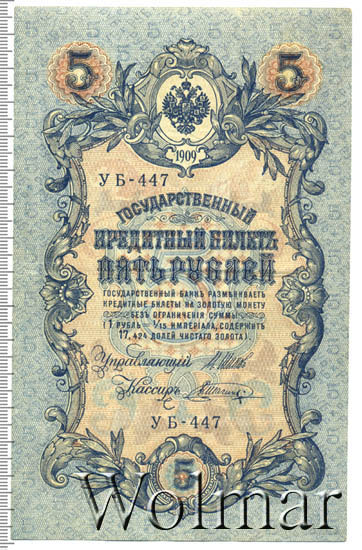 5 5
1909
УБ-447
ГОСУДАРСТВЕННЫЙ
КРЕДИТНЫЙ БИЛЕТЪ
ПЯТЬ РУБЛЕЙ
ГОСУДАРСТВЕННЫЙ БАНКЪ РАЗМѢНИВАЕТЪ
КРЕДИТНЫЕ БИЛЕТЫ НА ЗОЛОТУЮ МОНЕТУ
БЕЗЪ ОГРАНИЧЕНІЯ СУММЫ
(1 РУБЛЬ = 1/15 ИМПЕРІАЛА, СОДЕРЖИТЪ
17,424 ДОЛЕЙ ЧИСТАГО ЗОЛОТА).
Управляющій
Кассиръ
УБ-447
5
Wolmar